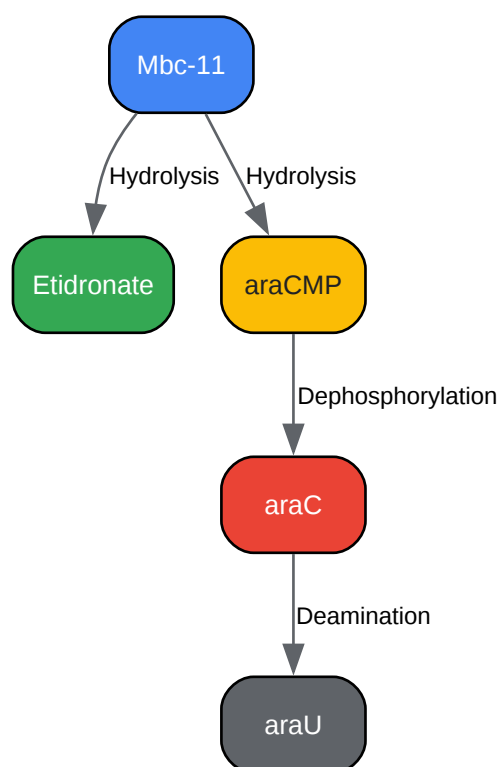 Mbc-11
Hydrolysis
Hydrolysis
Etidronate
araCMP
Dephosphorylation
araC
Deamination
araU